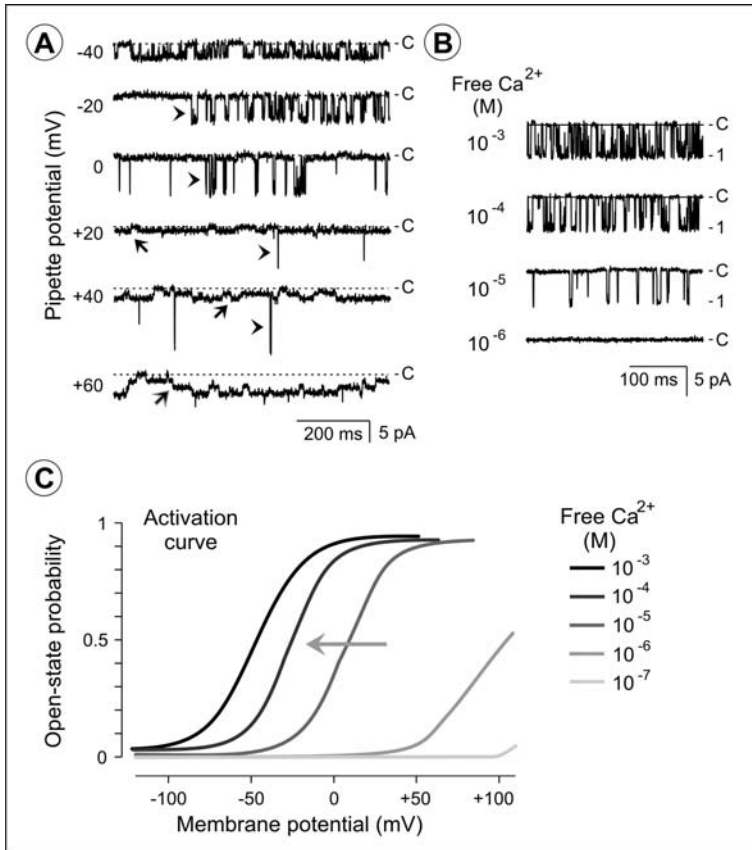 A
Pipette potential (mV)
-40
-C
-20
-C
0
-C
+20
-C
+40
-C
+60
-C
200 ms
5 pA
B
Free Ca²⁺
(M)
10⁻³
-C
-1
10⁻⁴
-C
-1
10⁻⁵
-C
-1
10⁻⁶
-C
100 ms
5 pA
C
Activation
curve
Open-state probability
1
0.5
0
-100
-50
0
+50
+100
Membrane potential (mV)
Free Ca²⁺
(M)
10⁻³
10⁻⁴
10⁻⁵
10⁻⁶
10⁻⁷